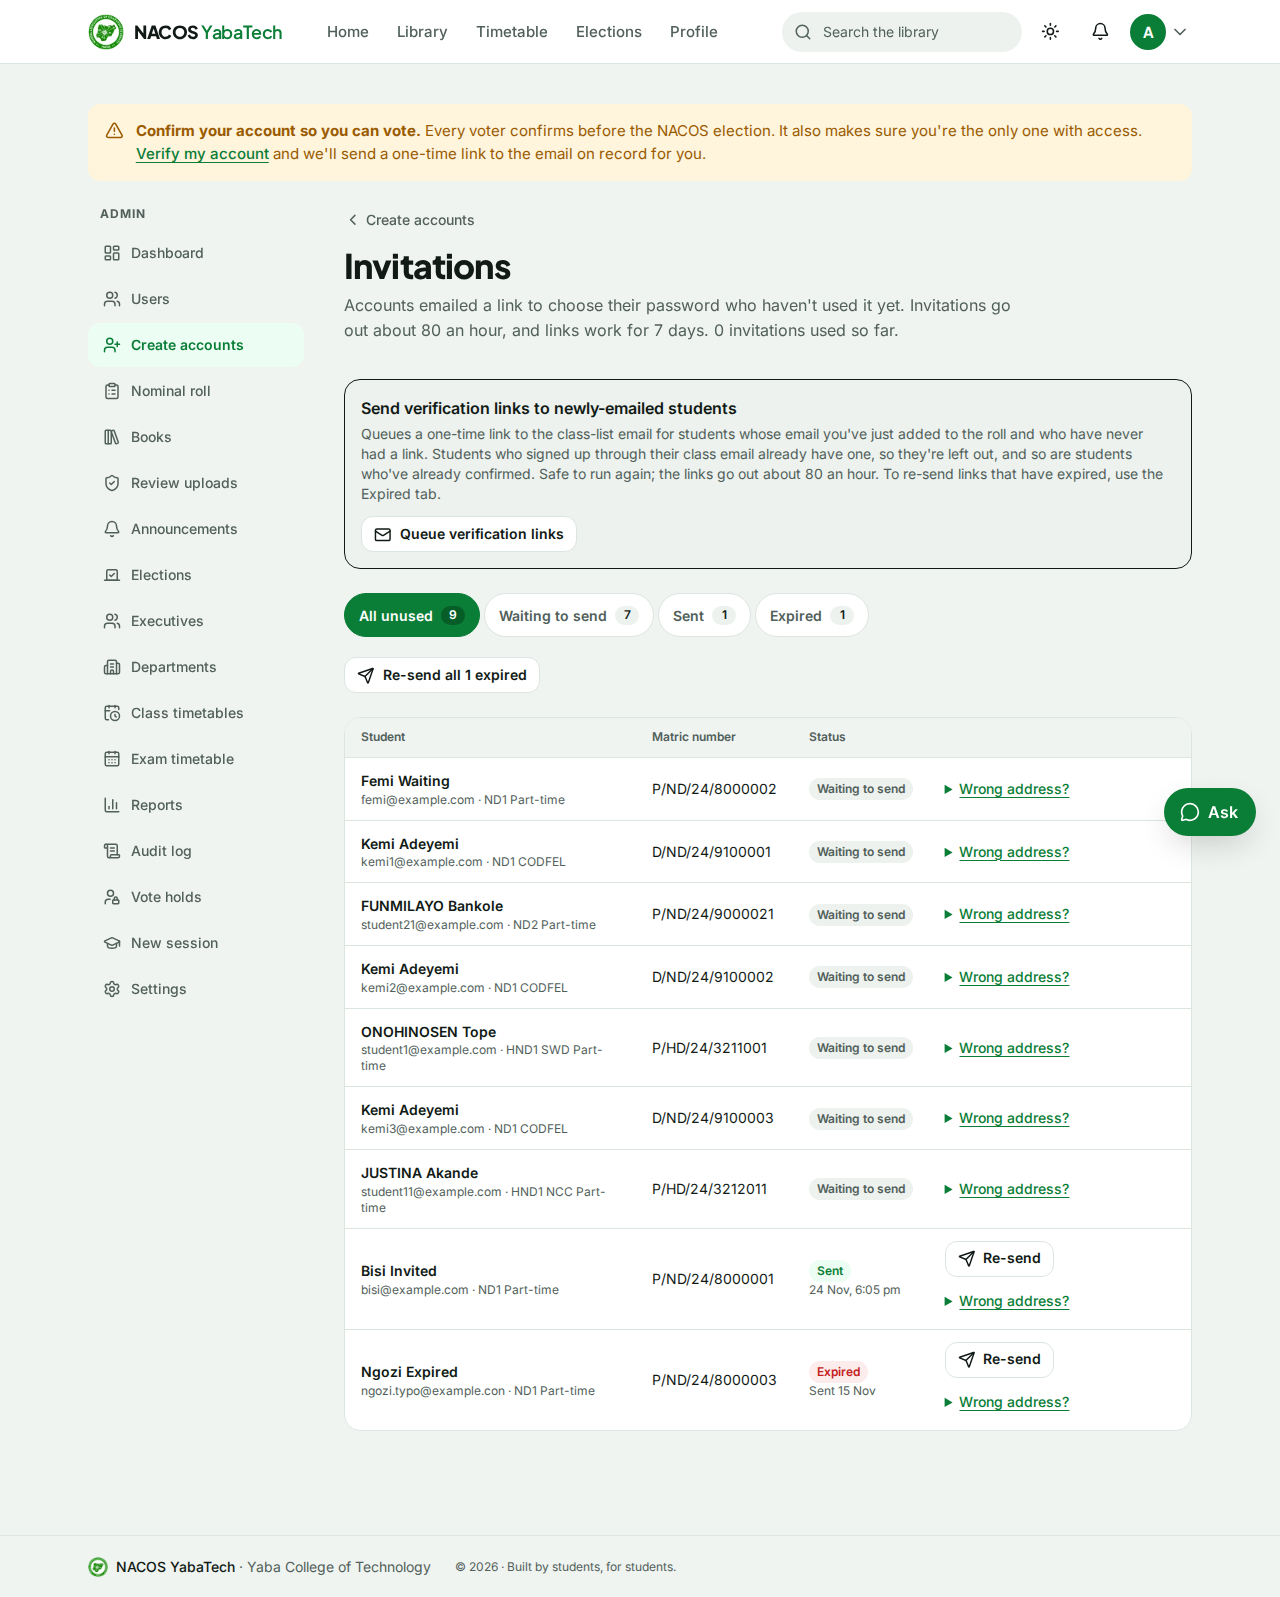 NACOS YabaTech
Home
Library
Timetable
Elections
Profile
Search the library
A
Confirm your account so you can vote. Every voter confirms before the NACOS election. It also makes sure you're the only one with access.
Verify my account and we'll send a one-time link to the email on record for you.
ADMIN
Dashboard
Users
Create accounts
Nominal roll
Books
Review uploads
Announcements
Elections
Executives
Departments
Class timetables
Exam timetable
Reports
Audit log
Vote holds
New session
Settings
Create accounts
Invitations
Accounts emailed a link to choose their password who haven't used it yet. Invitations go
out about 80 an hour, and links work for 7 days. 0 invitations used so far.
Send verification links to newly-emailed students
Queues a one-time link to the class-list email for students whose email you've just added to the roll and who have never
had a link. Students who signed up through their class email already have one, so they're left out, and so are students
who've already confirmed. Safe to run again; the links go out about 80 an hour. To re-send links that have expired, use the
Expired tab.
Queue verification links
All unused 9
Waiting to send 7
Sent 1
Expired 1
Re-send all 1 expired
Student
Matric number
Status
Femi Waiting
femi@example.com · ND1 Part-time
P/ND/24/8000002
Waiting to send
Wrong address?
Kemi Adeyemi
kemi1@example.com · ND1 CODFEL
D/ND/24/9100001
Waiting to send
Wrong address?
FUNMILAYO Bankole
student21@example.com · ND2 Part-time
P/ND/24/9000021
Waiting to send
Wrong address?
Kemi Adeyemi
kemi2@example.com · ND1 CODFEL
D/ND/24/9100002
Waiting to send
Wrong address?
ONOHINOSEN Tope
student1@example.com · HND1 SWD Part-
time
P/HD/24/3211001
Waiting to send
Wrong address?
Kemi Adeyemi
kemi3@example.com · ND1 CODFEL
D/ND/24/9100003
Waiting to send
Wrong address?
JUSTINA Akande
student11@example.com · HND1 NCC Part-
time
P/HD/24/3212011
Waiting to send
Wrong address?
Bisi Invited
bisi@example.com · ND1 Part-time
P/ND/24/8000001
Sent
24 Nov, 6:05 pm
Re-send
Wrong address?
Ngozi Expired
ngozi.typo@example.con · ND1 Part-time
P/ND/24/8000003
Expired
Sent 15 Nov
Re-send
Wrong address?
Ask
NACOS YabaTech · Yaba College of Technology
© 2026 · Built by students, for students.